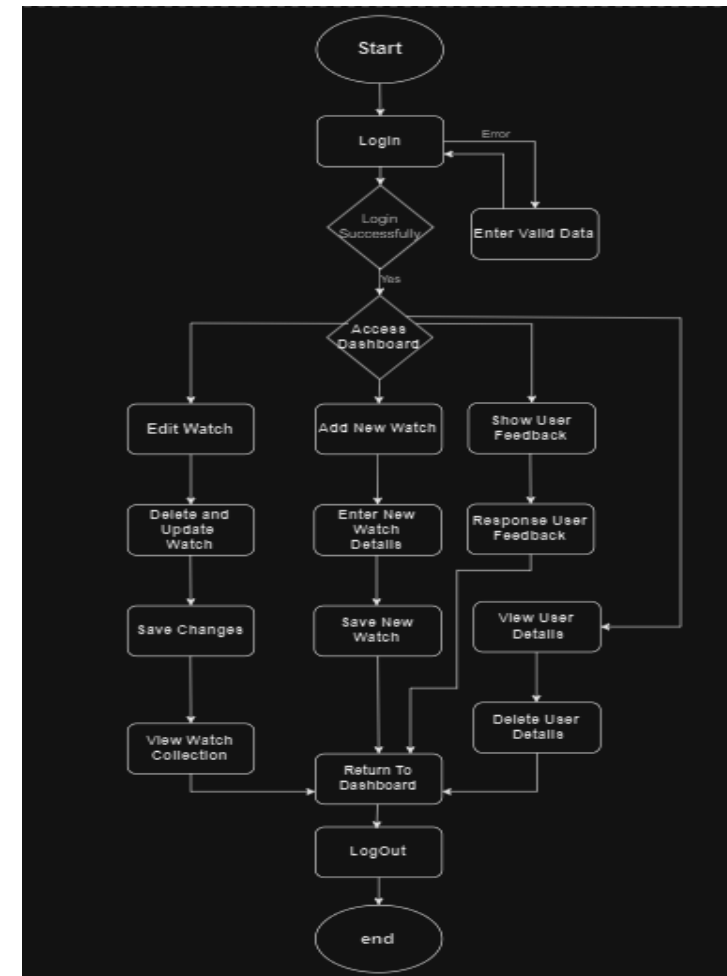 Start
Login
Error
Login
Successfully
Enter Valid Data
Yes
Access
Dashboard
Edit Watch
Add New Watch
Show User
Feedback
Delete and
Update
Watch
Enter New
Watch
Details
Response User
Feedback
Save Changes
Save New
Watch
View User
Details
View Watch
Collection
Delete User
Details
Return To
Dashboard
LogOut
end